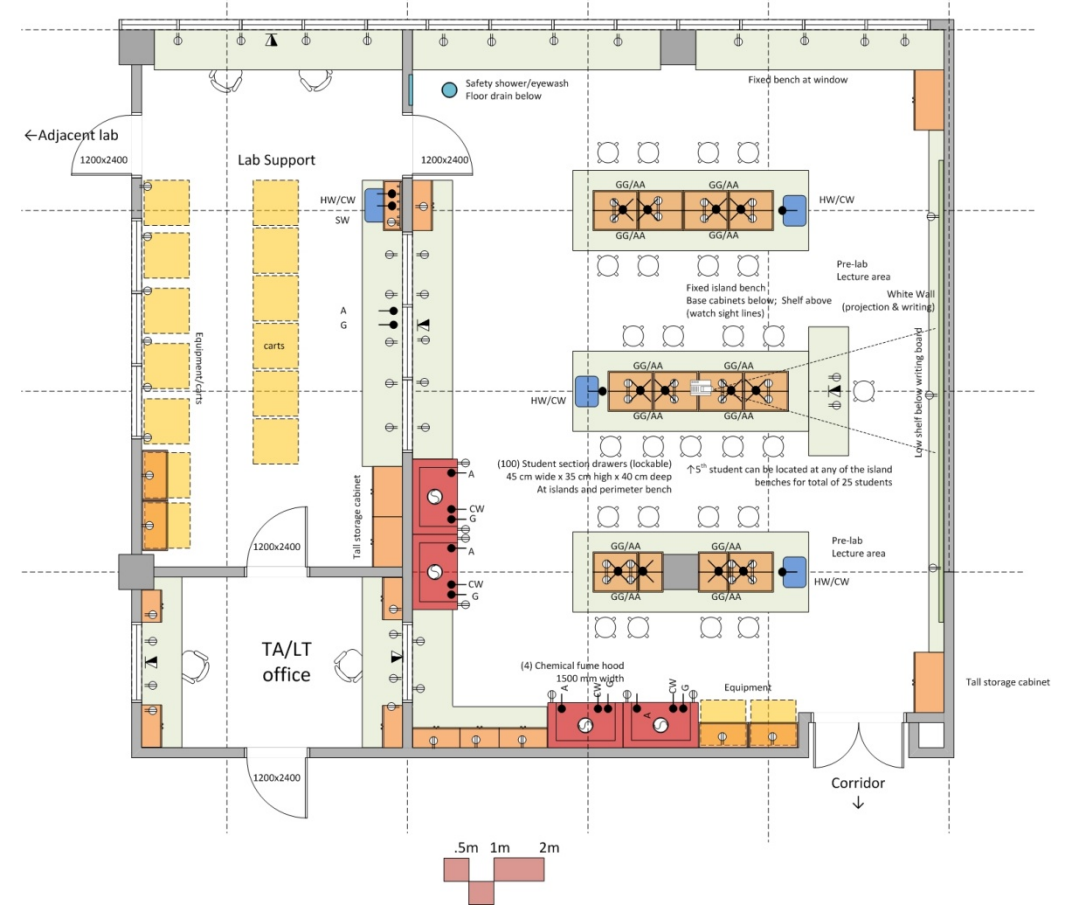 Safety shower/eyewash
Floor drain below
Fixed bench at window
←Adjacent lab
1200x2400
1200x2400
Lab Support
HW/CW
SW
GG/AA
GG/AA
HW/CW
GG/AA
GG/AA
Pre-lab
Lecture area
Fixed island bench
Base cabinets below; Shelf above
(watch sight lines)
White Wall
(projection & writing)
A
G
carts
Equipment/carts
GG/AA
GG/AA
HW/CW
GG/AA
GG/AA
Low shelf below writing board
(100) Student section drawers (lockable)
45 cm wide x 35 cm high x 40 cm deep
At islands and perimeter bench
↑5th student can be located at any of the island
benches for total of 25 students
A
CW
G
Tall storage cabinet
1200x2400
A
CW
G
GG/AA
GG/AA
Pre-lab
Lecture area
HW/CW
GG/AA
GG/AA
TA/LT
office
(4) Chemical fume hood
1500 mm width
A
CW
G
A
CW
G
Equipment
Tall storage cabinet
1200x2400
Corridor
↓
.5m 1m 2m